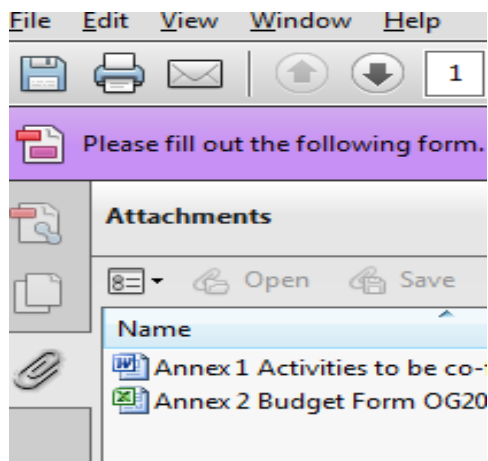 File Edit View Window Help
1
Please fill out the following form.
Attachments
Open Save
Name
Annex 1 Activities to be co-
Annex 2 Budget Form OG20